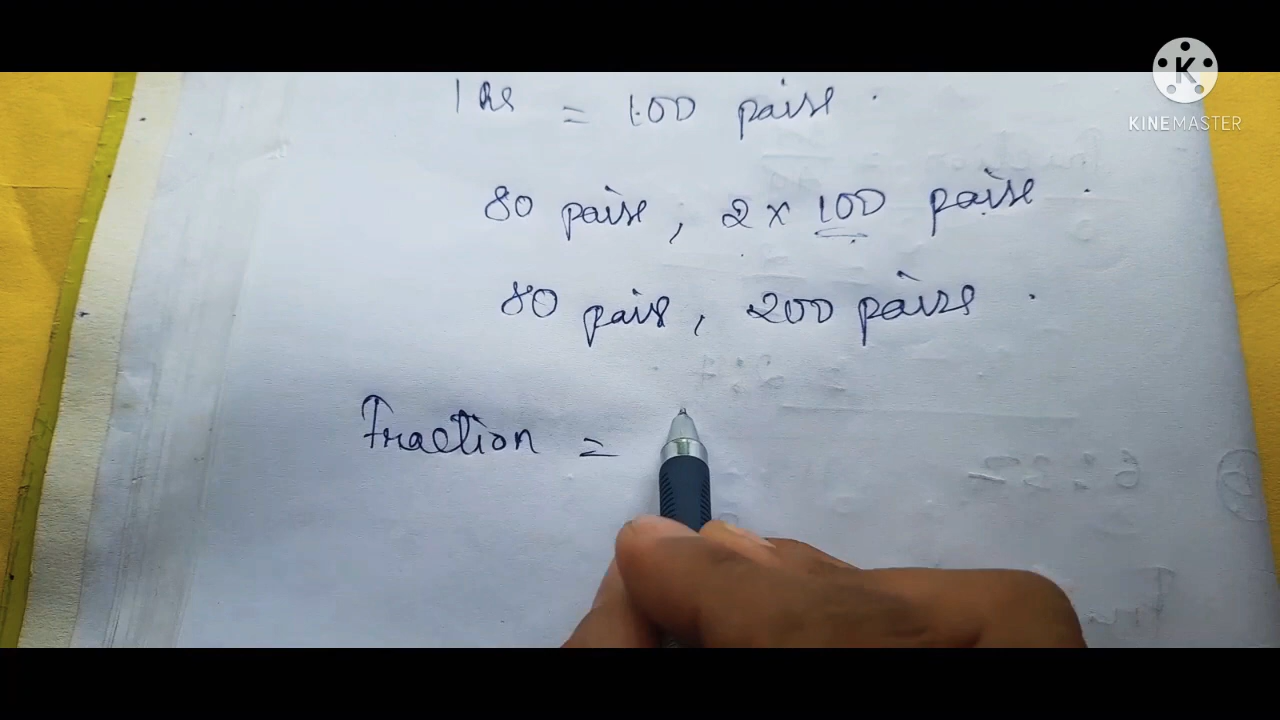 1 Rs = 100 paise.
80 paise, 2 x 100 paise.
80 paise, 200 paise.
Fraction =
K
KINEMASTER